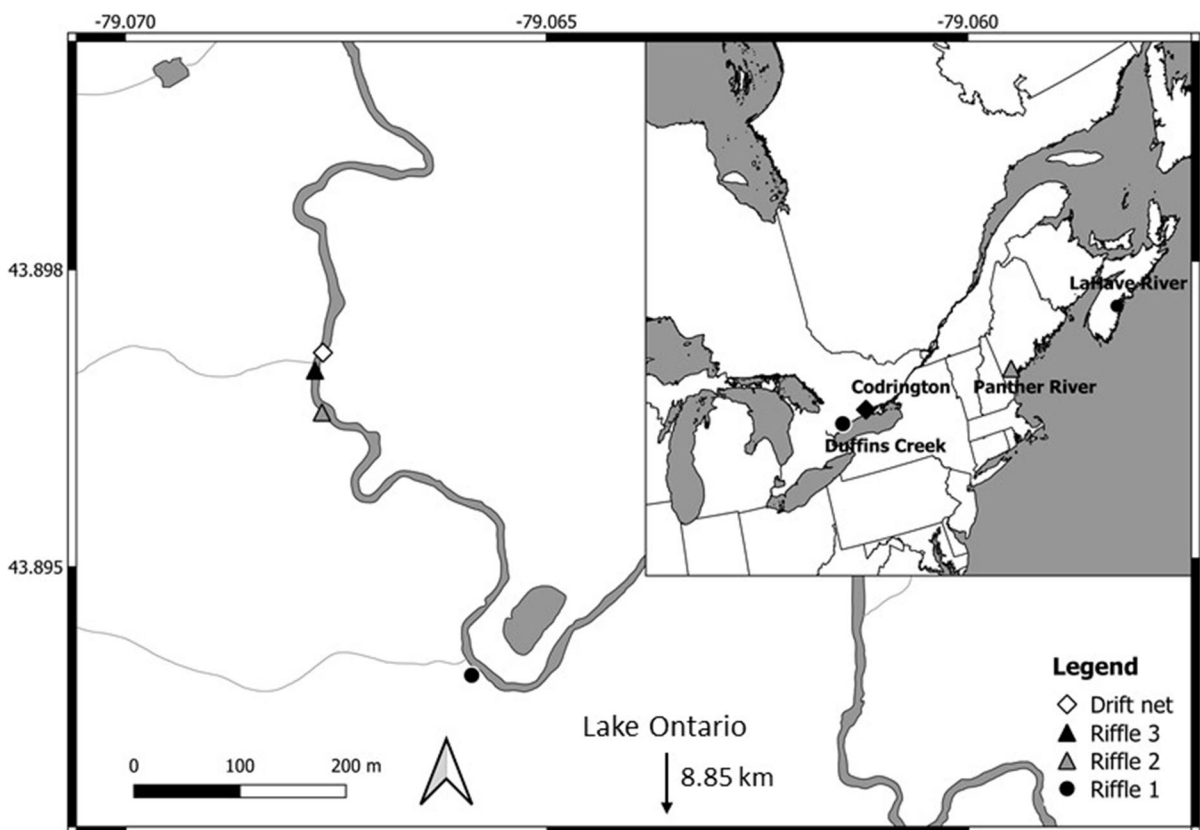 -79.070 -79.065 -79.060
43.898
43.895
LaHave River
Codrington
Panther River
Duffins Creek
Lake Ontario
8.85 km
0 100 200 m
Legend
Drift net
Riffle 3
Riffle 2
Riffle 1